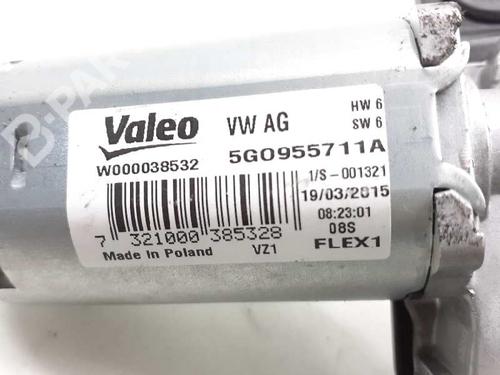 B-PARTS
Valeo VW AG HW 6
SW 6
W000038532 5G0955711A
1/S - 001321
19/03/2015
08:23:01
7 321000 385328 08S
Made In Poland VZ1 FLEX1